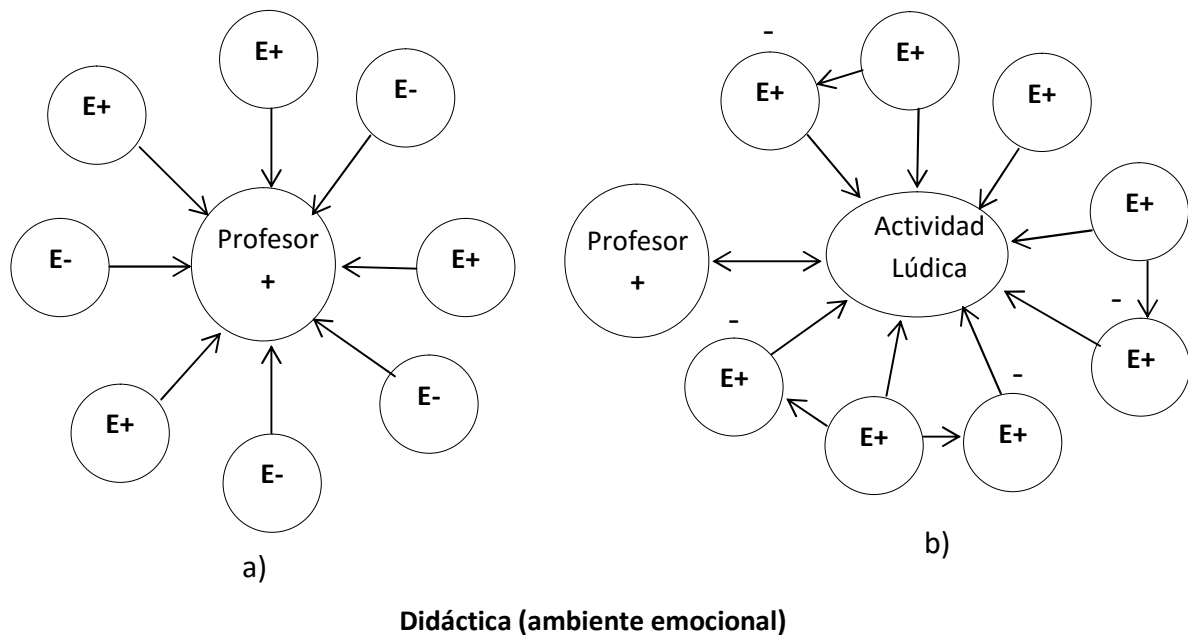 E+
E+
E-
E-
Profesor
+
E+
E+
E-
E-
a)
-
E+
E+
E+
E+
Profesor
+
Actividad
Lúdica
-
E+
-
E+
-
E+
E+
b)
Didáctica (ambiente emocional)